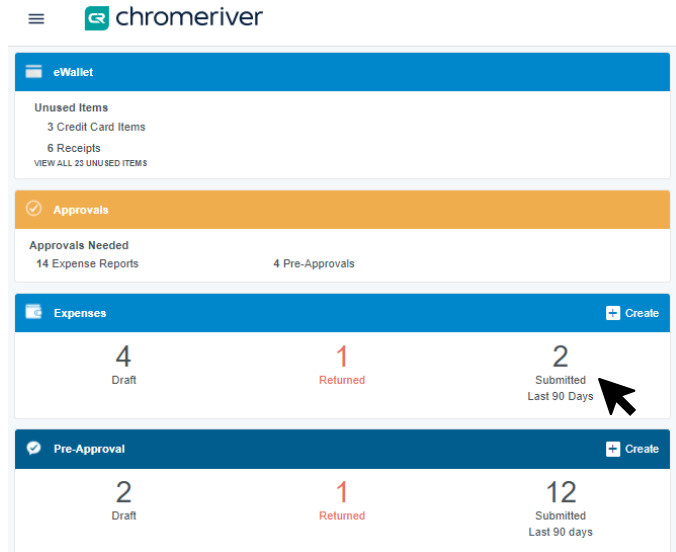 CR chromeriver
eWallet
Unused Items
3 Credit Card Items
6 Receipts
VIEW ALL 23 UNUSED ITEMS
Approvals
Approvals Needed
14 Expense Reports 4 Pre-Approvals
Expenses + Create
4 1 2
Draft Returned Submitted
Last 90 Days
Pre-Approval + Create
2 1 12
Draft Returned Submitted
Last 90 days